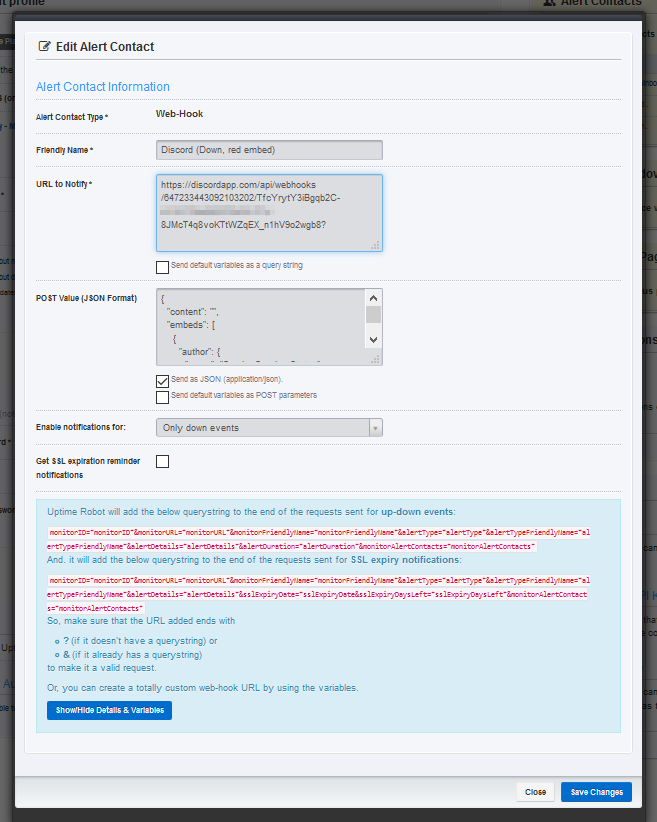 t profile
Alert Contacts
Edit Alert Contact
Alert Contact Information
Alert Contact Type *
Web-Hook
Friendly Name *
Discord (Down, red embed)
URL to Notify *
https://discordapp.com/api/webhooks
/647233443092103202/TfcYrytY3iBgqb2C-
8JMcT4q8voKTtWZqEX_n1hV9o2wgb8?
Send default variables as a query string
POST Value (JSON Format)
{
"content": "",
"embeds": [
{
"author": {
Send as JSON (application/json).
Send default variables as POST parameters
Enable notifications for:
Only down events
Get SSL expiration reminder
notifications
Uptime Robot will add the below querystring to the end of the requests sent for up-down events:
monitorID="monitorID"&monitorURL="monitorURL"&monitorFriendlyName="monitorFriendlyName"&alertType="alertType"&alertTypeFriendlyName="al
ertTypeFriendlyName"&alertDetails="alertDetails"&alertDuration="alertDuration"&monitorAlertContacts="monitorAlertContacts"
And. it will add the below querystring to the end of the requests sent for SSL expiry notifications:
monitorID="monitorID"&monitorURL="monitorURL"&monitorFriendlyName="monitorFriendlyName"&alertType="alertType"&alertTypeFriendlyName="al
ertTypeFriendlyName"&alertDetails="alertDetails"&sslExpiryDate="sslExpiryDate&sslExpiryDaysLeft="sslExpiryDaysLeft"&monitorAlertContact
s="monitorAlertContacts"
So, make sure that the URL added ends with
? (if it doesn't have a querystring) or
& (if it already has a querystring)
to make it a valid request.
Or, you can create a totally custom web-hook URL by using the variables.
Show/Hide Details & Variables
Close
Save Changes